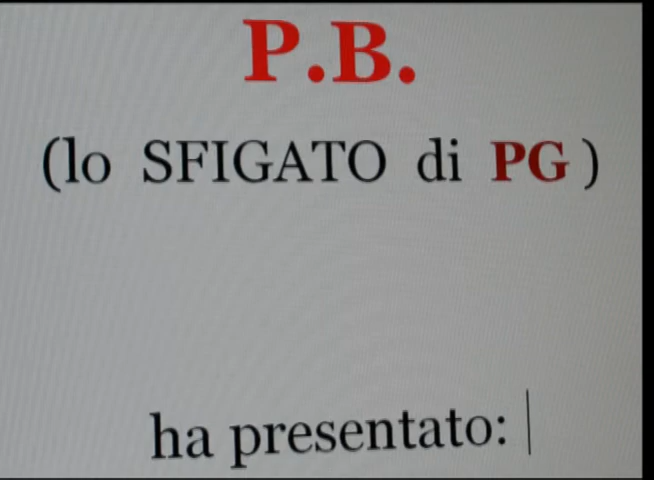 P.B.
(lo SFIGATO di PG )
ha presentato: